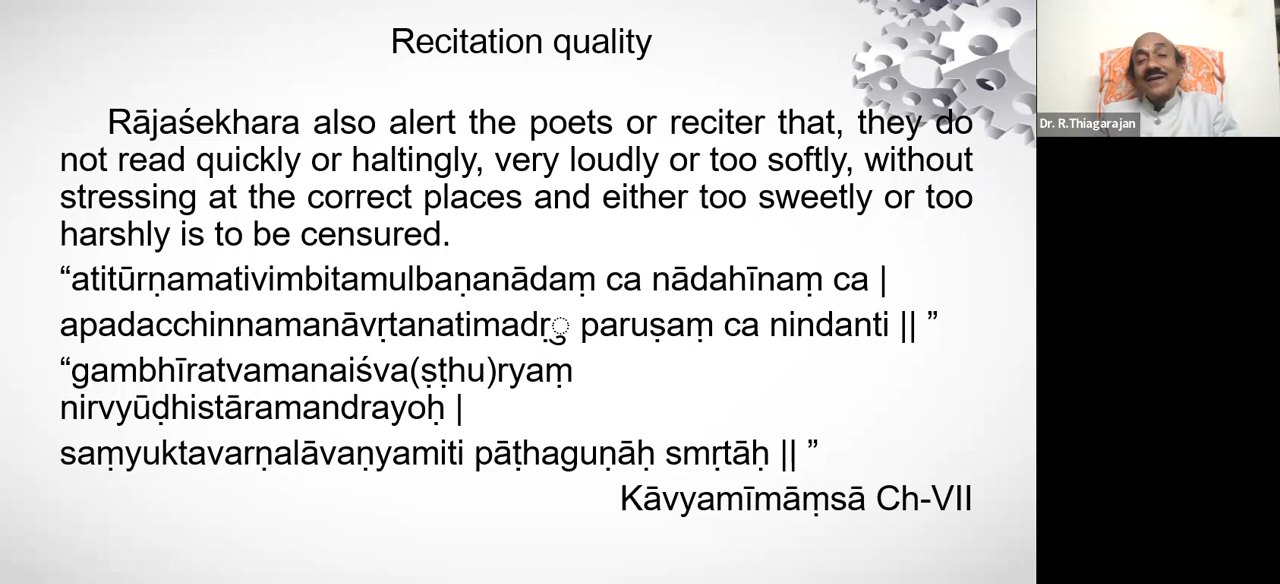 Recitation quality
Rājaśekhara also alert the poets or reciter that, they do
not read quickly or haltingly, very loudly or too softly, without
stressing at the correct places and either too sweetly or too
harshly is to be censured.
“atitūrṇamativimbitamulbaṇanādaṃ ca nādahīnaṃ ca |
apadacchinnamanāvṛtanatimadṛु paruṣaṃ ca nindanti || ”
“gambhīratvamanaiśva(ṣṭhu)ryaṃ
nirvyūḍhistāramandrayoḥ |
saṃyuktavarṇalāvaṇyamiti pāṭhaguṇāḥ smṛtāḥ || ”
Kāvyamīmāṃsā Ch-VII
Dr. R.Thiagarajan